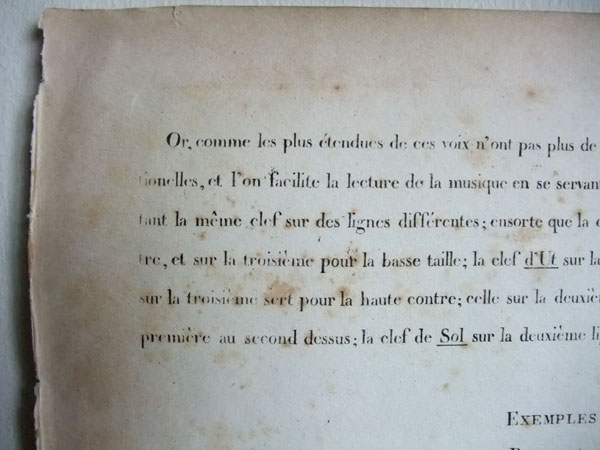 Or, comme les plus étendues de ces voix n'ont pas plus de
tionelles, et l'on facilite la lecture de la musique en se servan
tant la même clef sur des lignes différentes; ensorte que la
tre, et sur la troisième pour la basse taille; la clef d'Ut sur la
sur la troisième sert pour la haute contre; celle sur la deuxiè
première au second dessus; la clef de Sol sur la deuxième li
EXEMPLES